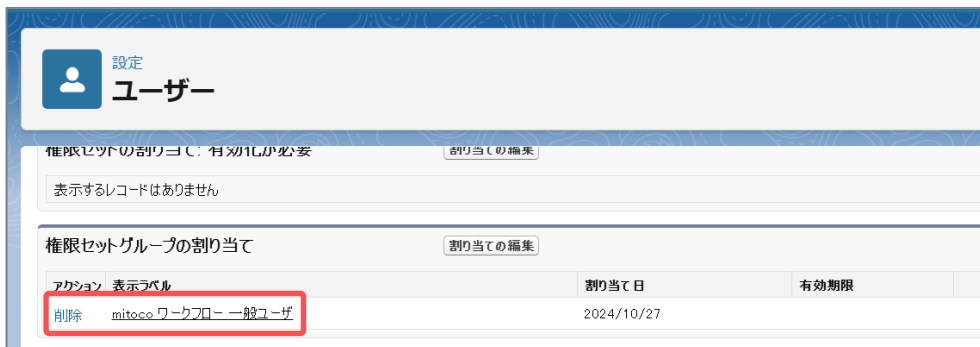 設定
ユーザー
権限セットの割り当て: 有効化が必要 割り当ての編集
表示するレコードはありません
権限セットグループの割り当て 割り当ての編集
アクション 表示ラベル 割り当て日 有効期限
削除 mitoco ワークフロー 一般ユーザ 2024/10/27